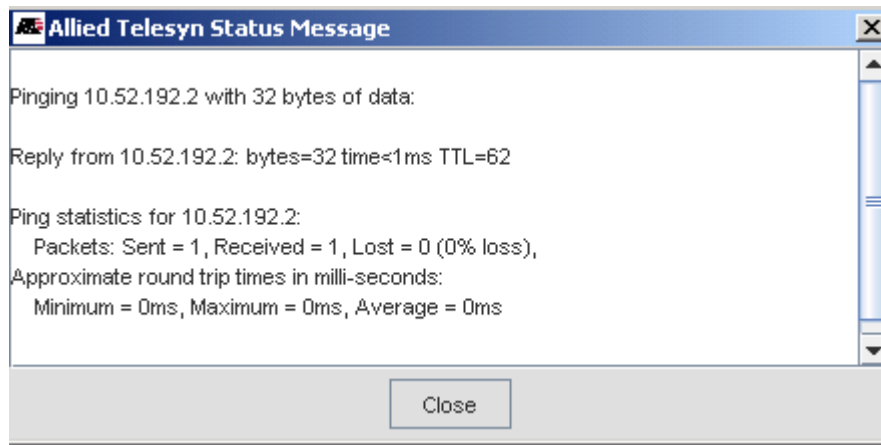 Allied Telesyn Status Message
Pinging 10.52.192.2 with 32 bytes of data:
Reply from 10.52.192.2: bytes=32 time<1ms TTL=62
Ping statistics for 10.52.192.2:
Packets: Sent = 1, Received = 1, Lost = 0 (0% loss),
Approximate round trip times in milli-seconds:
Minimum = 0ms, Maximum = 0ms, Average = 0ms
Close